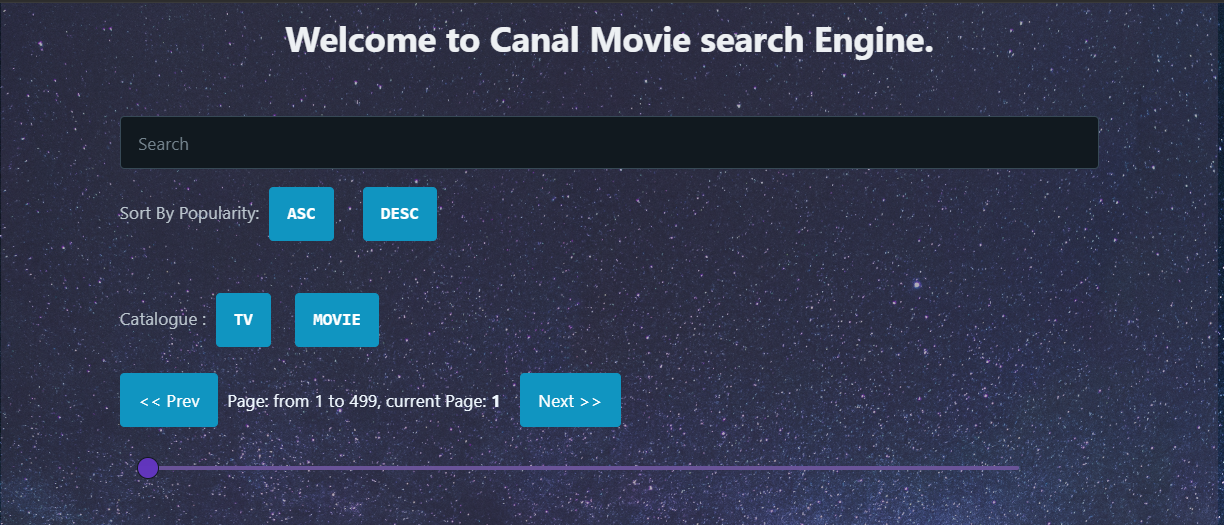 Welcome to Canal Movie search Engine.
Search
Sort By Popularity: ASC DESC
Catalogue : TV MOVIE
<< Prev Page: from 1 to 499, current Page: 1 Next >>